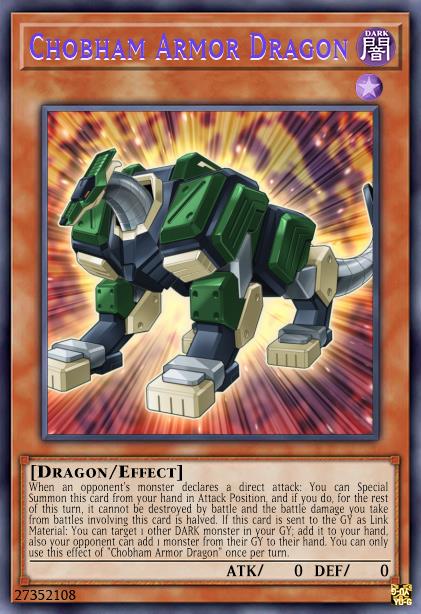 CHOBHAM ARMOR DRAGON
DARK
闇
[DRAGON/EFFECT]
When an opponent's monster declares a direct attack: You can Special
Summon this card from your hand in Attack Position, and if you do, for the rest
of this turn, it cannot be destroyed by battle and the battle damage you take
from battles involving this card is halved. If this card is sent to the GY as Link
Material: You can target 1 other DARK monster in your GY; add it to your hand,
also your opponent can add 1 monster from their GY to their hand. You can only
use this effect of "Chobham Armor Dragon" once per turn.
ATK/ 0 DEF/ 0
27352108